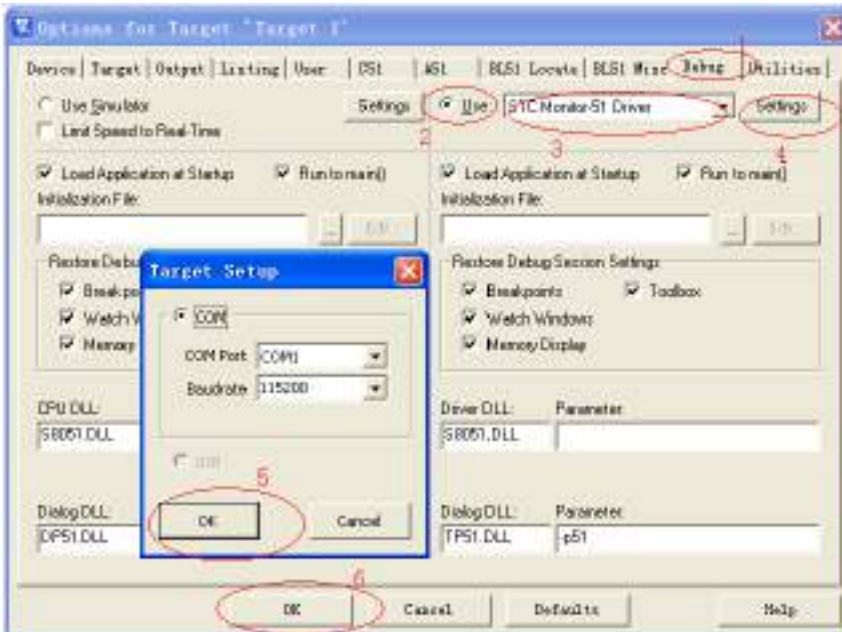 Options for Target 'Target 1'
Device | Target | Output | Listing | User | C51 | A51 | BL51 Locate | BL51 Misc | Debug | Utilities |
1
Use Simulator
Settings
Use
STC Monitor-51 Driver
Settings
Limit Speed to Real-Time
2
3
4
Load Application at Startup
Run to main()
Load Application at Startup
Run to main()
Initialization File:
Initialization File:
...
...
Restore Debug Session Settings
Breakpoints
Toolbox
Watch Windows
Memory Display
Memory
Target Setup
COM
COM Port
COM1
Baudrate
115200
5
OK
Cancel
CPU DLL:
S8051.DLL
Driver DLL:
Parameter:
S8051.DLL
Dialog DLL:
DP51.DLL
Dialog DLL:
Parameter:
TP51.DLL
-p51
6
OK
Cancel
Defaults
Help